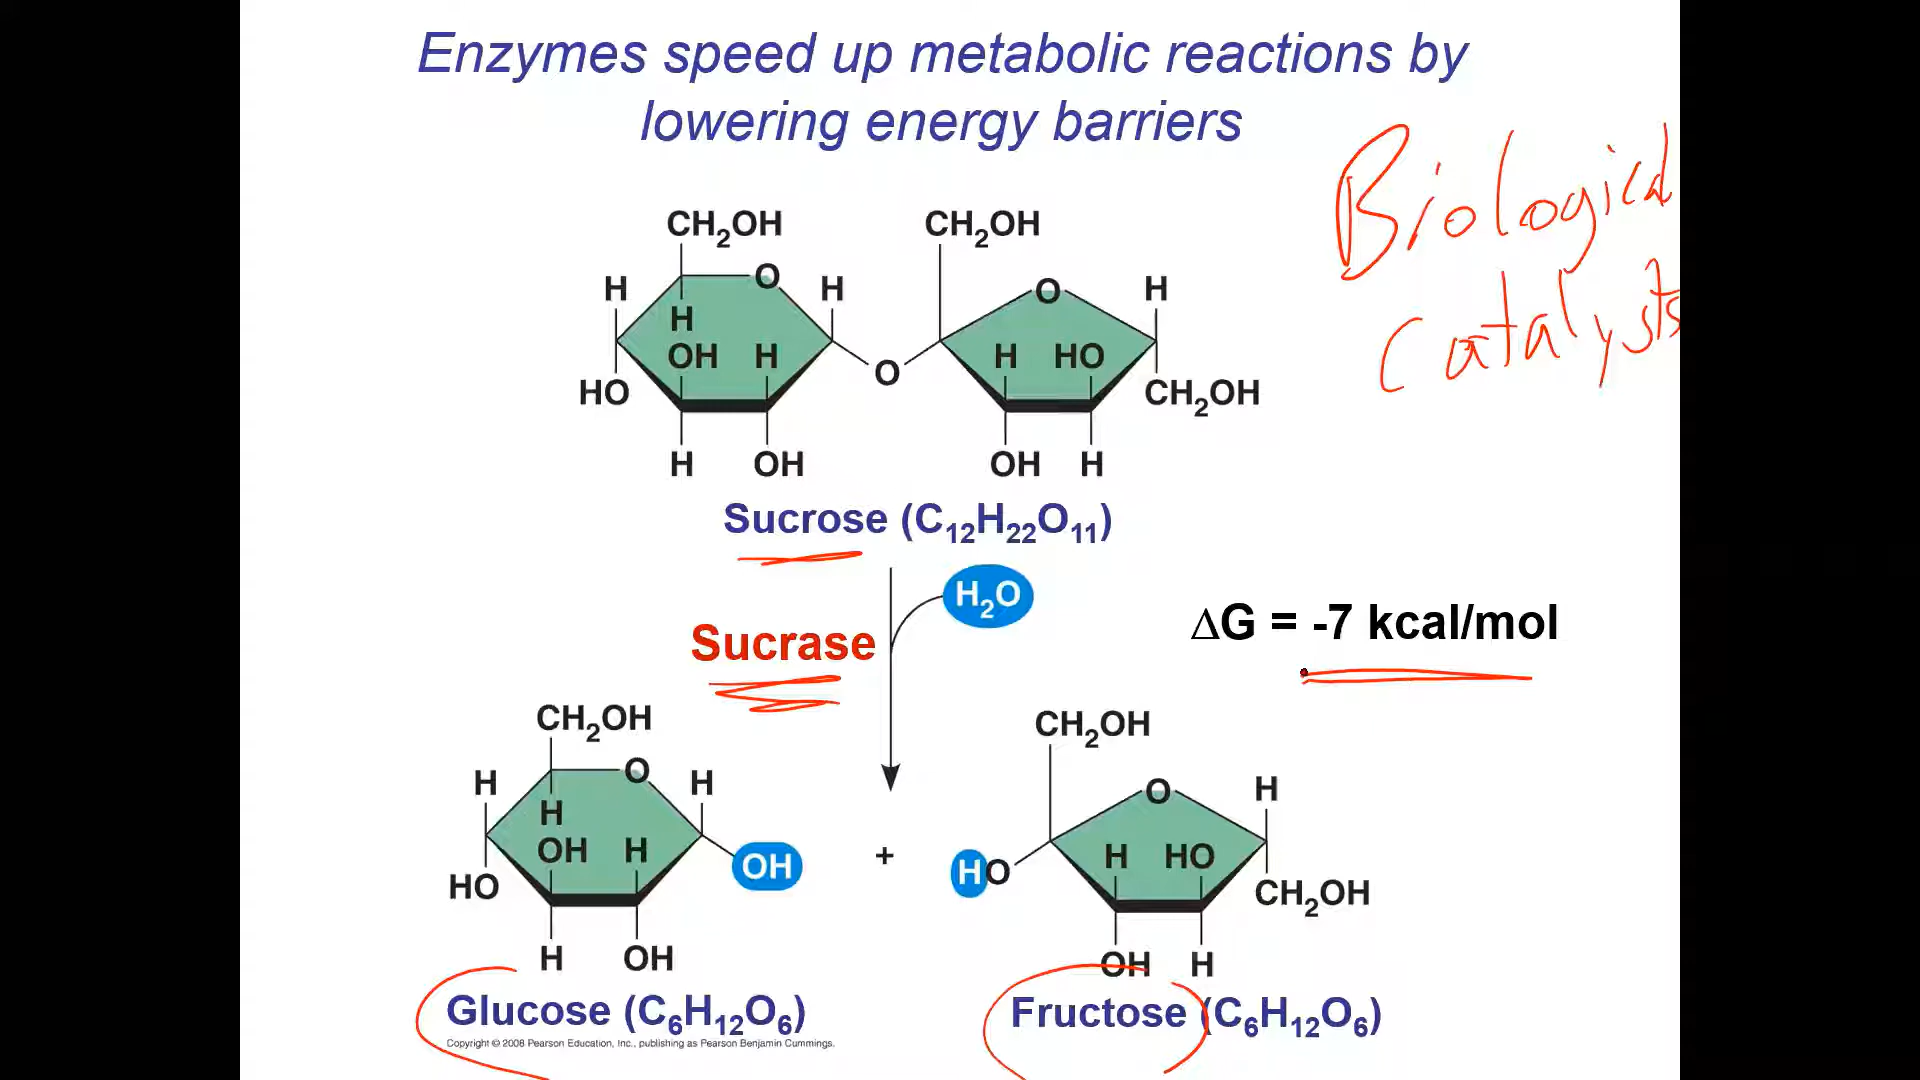 Enzymes speed up metabolic reactions by
lowering energy barriers
Biological
catalysts
CH₂OH CH₂OH
O H H O H
H
H
OH H H HO
HO O CH₂OH
H OH OH H
Sucrose (C₁₂H₂₂O₁₁)
H₂O
Sucrase
ΔG = -7 kcal/mol
CH₂OH CH₂OH
H O H O H
H
OH H OH + HO H HO
HO CH₂OH
H OH OH H
Glucose (C₆H₁₂O₆) Fructose (C₆H₁₂O₆)
Copyright © 2008 Pearson Education, Inc., publishing as Pearson Benjamin Cummings.